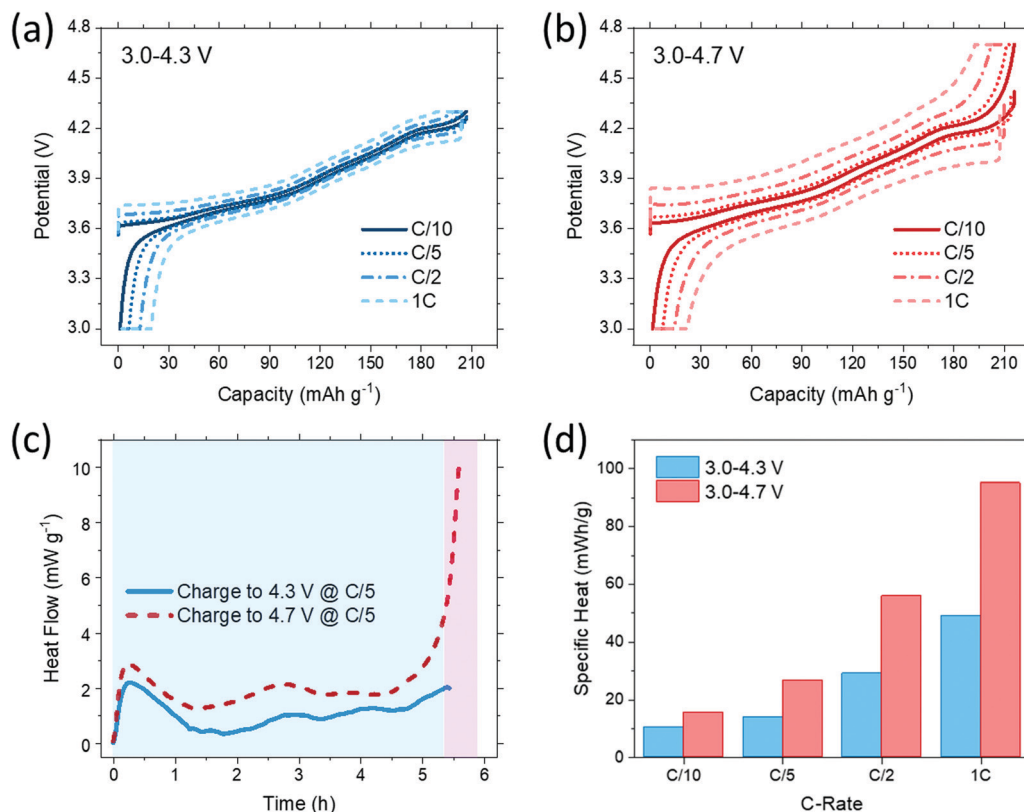 (a)
3.0-4.3 V
4.8
4.5
4.2
3.9
3.6
3.3
3.0
Potential (V)
C/10
C/5
C/2
1C
0 30 60 90 120 150 180 210
Capacity (mAh g⁻¹)
(b)
3.0-4.7 V
4.8
4.5
4.2
3.9
3.6
3.3
3.0
Potential (V)
C/10
C/5
C/2
1C
0 30 60 90 120 150 180 210
Capacity (mAh g⁻¹)
(c)
10
8
6
4
2
0
Heat Flow (mW g⁻¹)
Charge to 4.3 V @ C/5
Charge to 4.7 V @ C/5
0 1 2 3 4 5 6
Time (h)
(d)
100
80
60
40
20
0
Specific Heat (mWh/g)
3.0-4.3 V
3.0-4.7 V
C/10 C/5 C/2 1C
C-Rate